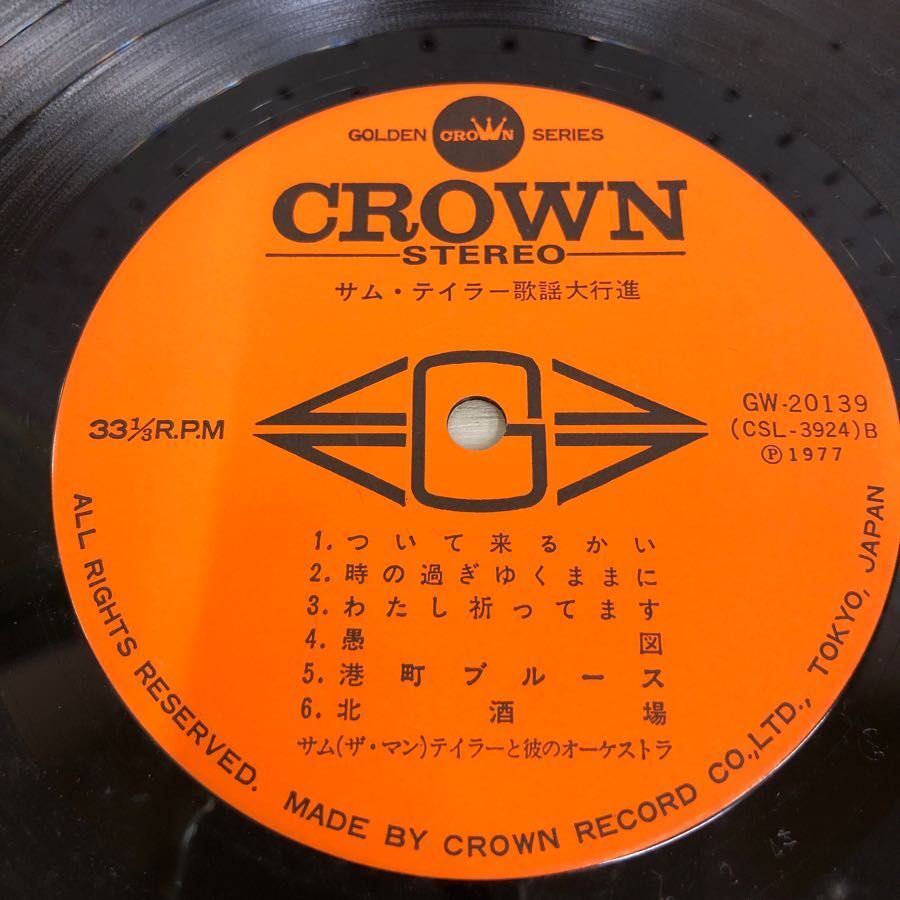 GOLDEN CROWN SERIES
CROWN
STEREO
サム・テイラー歌謡大行進
33 1/3 R.P.M
G
GW-20139
(CSL-3924)B
Ⓟ1977
1. ついて来るかい
2. 時の過ぎゆくままに
3. わたし祈ってます
4. 愚図
5. 港町ブルース
6. 北酒場
サム(ザ・マン)テイラーと彼のオーケストラ
ALL RIGHTS RESERVED. MADE BY CROWN RECORD CO.,LTD., TOKYO, JAPAN